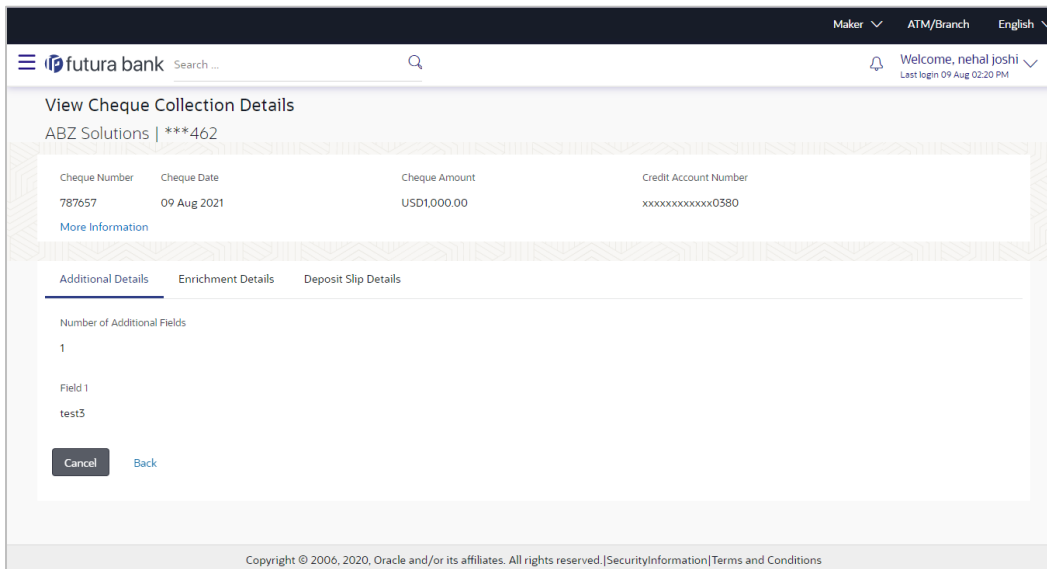 Maker ATM/Branch English
futura bank Search ... Welcome, nehal joshi
Last login 09 Aug 02:20 PM
View Cheque Collection Details
ABZ Solutions | ***462
Cheque Number Cheque Date Cheque Amount Credit Account Number
787657 09 Aug 2021 USD1,000.00 xxxxxxxxxxxx0380
More Information
Additional Details Enrichment Details Deposit Slip Details
Number of Additional Fields
1
Field 1
test3
Cancel Back
Copyright © 2006, 2020, Oracle and/or its affiliates. All rights reserved.|SecurityInformation|Terms and Conditions